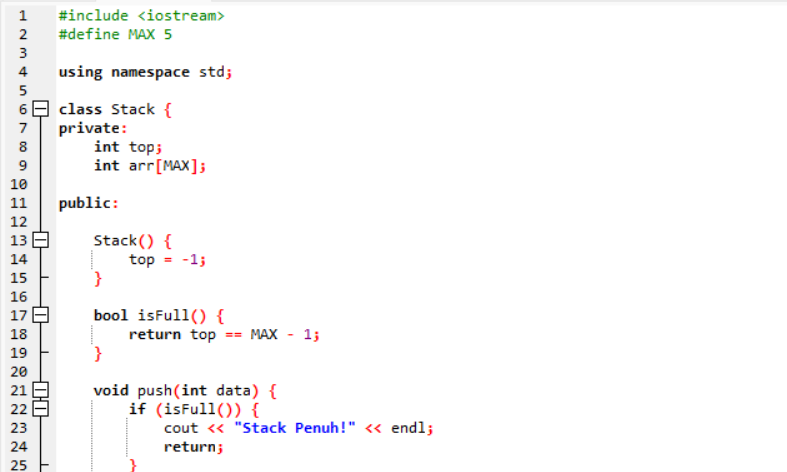 1 #include <iostream>
2 #define MAX 5
3
4 using namespace std;
5
6 class Stack {
7 private:
8     int top;
9     int arr[MAX];
10
11 public:
12
13     Stack() {
14         top = -1;
15     }
16
17     bool isFull() {
18         return top == MAX - 1;
19     }
20
21     void push(int data) {
22         if (isFull()) {
23             cout << "Stack Penuh!" << endl;
24             return;
25         }